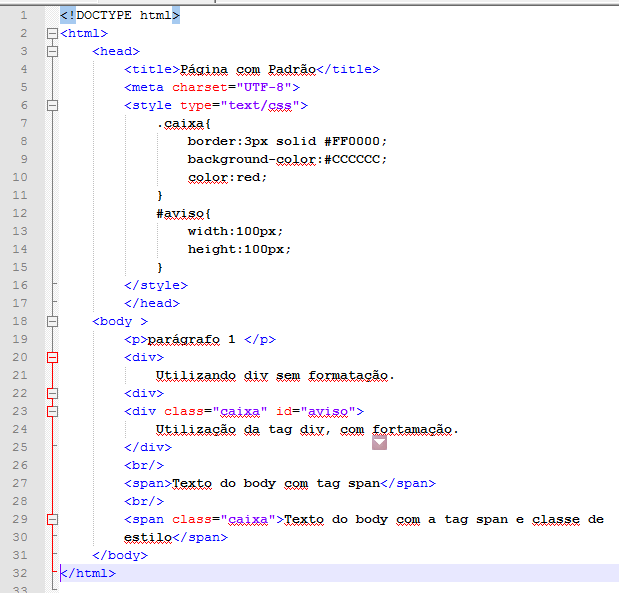 1 <!DOCTYPE html>
2 <html>
3 <head>
4 <title>Página com Padrão</title>
5 <meta charset="UTF-8">
6 <style type="text/css">
7 .caixa{
8 border:3px solid #FF0000;
9 background-color:#CCCCCC;
10 color:red;
11 }
12 #aviso{
13 width:100px;
14 height:100px;
15 }
16 </style>
17 </head>
18 <body >
19 <p>parágrafo 1 </p>
20 <div>
21 Utilizando div sem formatação.
22 <div>
23 <div class="caixa" id="aviso">
24 Utilização da tag div, com fortamação.
25 </div>
26 <br/>
27 <span>Texto do body com tag span</span>
28 <br/>
29 <span class="caixa">Texto do body com a tag span e classe de
30 estilo</span>
31 </body>
32 </html>
33